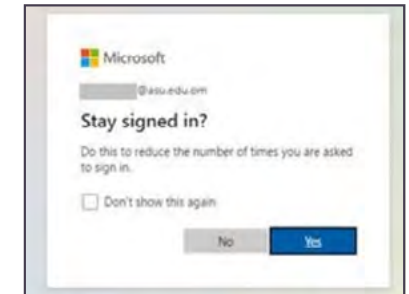 Microsoft
@asu.edu.om
Stay signed in?
Do this to reduce the number of times you are asked
to sign in.
Don't show this again
No
Yes